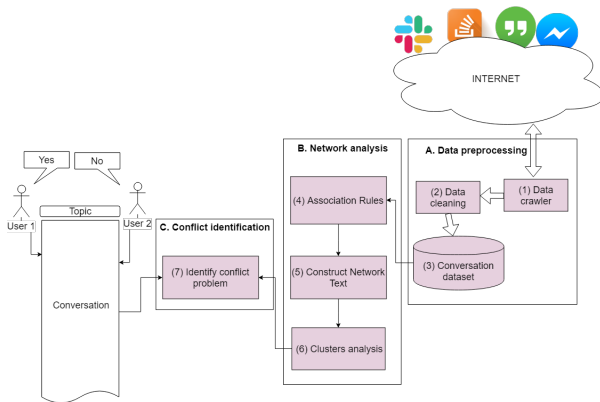 INTERNET
B. Network analysis
A. Data preprocessing
Yes
No
(4) Association Rules
(2) Data
cleaning
(1) Data
crawler
User 1
Topic
User 2
C. Conflict identification
(7) Identify conflict
problem
(5) Construct Network
Text
(3) Conversation
dataset
Conversation
(6) Clusters analysis